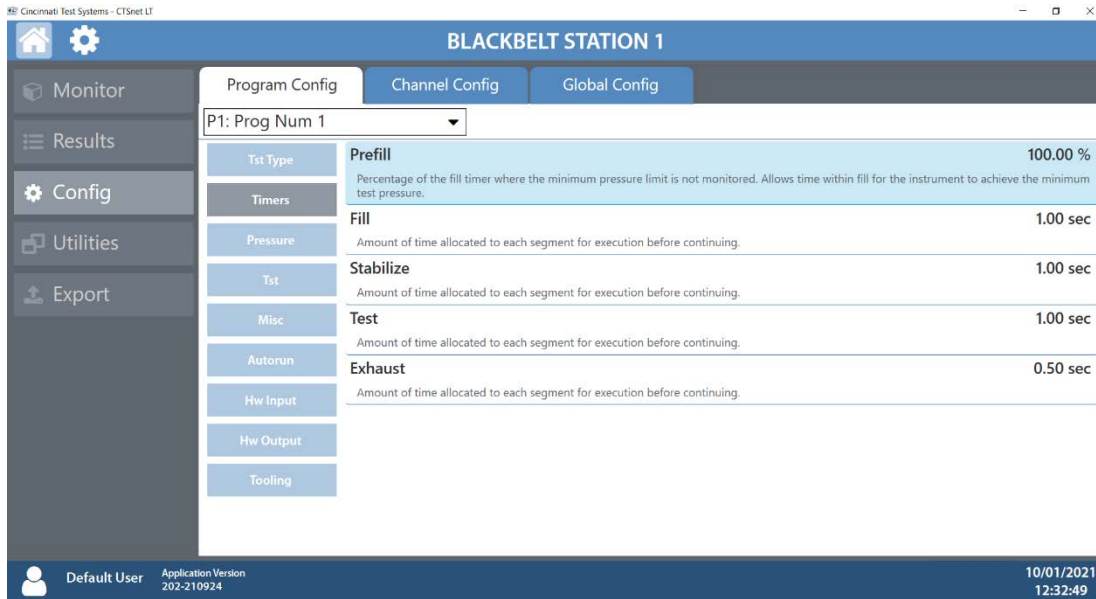 Cincinnati Test Systems - CTSnet LT
BLACKBELT STATION 1
Monitor
Results
Config
Utilities
Export
Program Config
Channel Config
Global Config
P1: Prog Num 1
Tst Type
Timers
Pressure
Tst
Misc
Autorun
Hw Input
Hw Output
Tooling
Prefill 100.00 %
Percentage of the fill timer where the minimum pressure limit is not monitored. Allows time within fill for the instrument to achieve the minimum
test pressure.
Fill 1.00 sec
Amount of time allocated to each segment for execution before continuing.
Stabilize 1.00 sec
Amount of time allocated to each segment for execution before continuing.
Test 1.00 sec
Amount of time allocated to each segment for execution before continuing.
Exhaust 0.50 sec
Amount of time allocated to each segment for execution before continuing.
Default User
Application Version
202-210924
10/01/2021
12:32:49